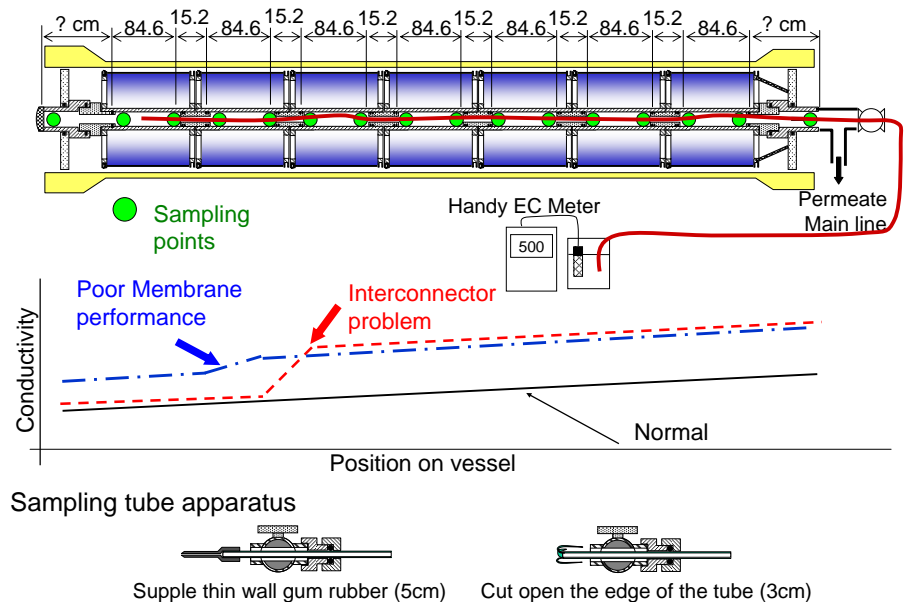 ? cm 84.6 15.2 84.6 15.2 84.6 15.2 84.6 15.2 84.6 15.2 84.6 15.2 84.6 ? cm
Sampling
points
Handy EC Meter
500
Permeate
Main line
Poor Membrane
performance
Interconnector
problem
Conductivity
Normal
Position on vessel
Sampling tube apparatus
Supple thin wall gum rubber (5cm)
Cut open the edge of the tube (3cm)